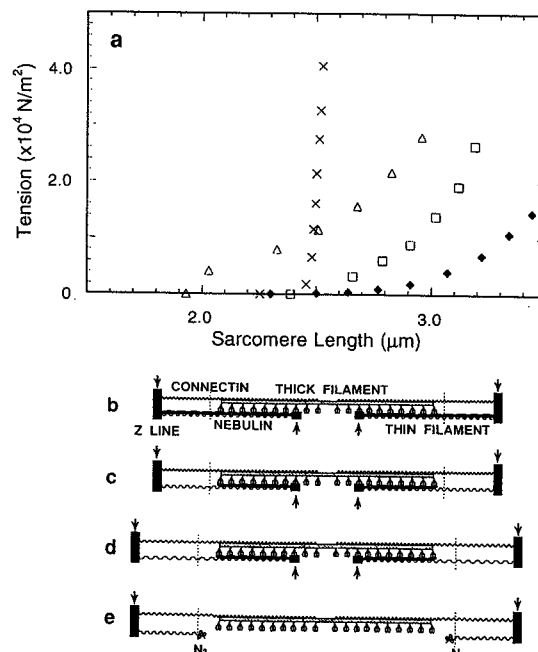 a
4.0
2.0
0
Tension (x10⁴ N/m²)
2.0
3.0
Sarcomere Length (μm)
b
CONNECTIN
THICK FILAMENT
Z LINE
NEBULIN
THIN FILAMENT
c
d
e
N₂